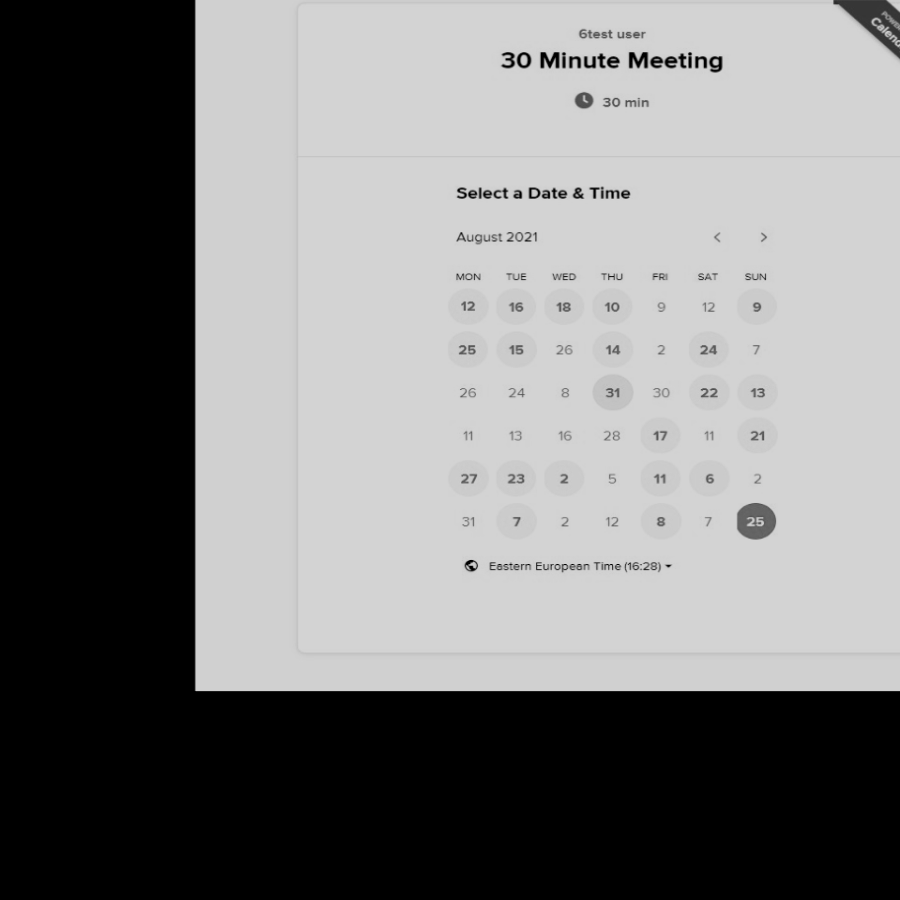 6test user
30 Minute Meeting
30 min
Select a Date & Time
August 2021
MON TUE WED THU FRI SAT SUN
12 16 18 10 9 12 9
25 15 26 14 2 24 7
26 24 8 31 30 22 13
11 13 16 28 17 11 21
27 23 2 5 11 6 2
31 7 2 12 8 7 25
Eastern European Time (16:28)